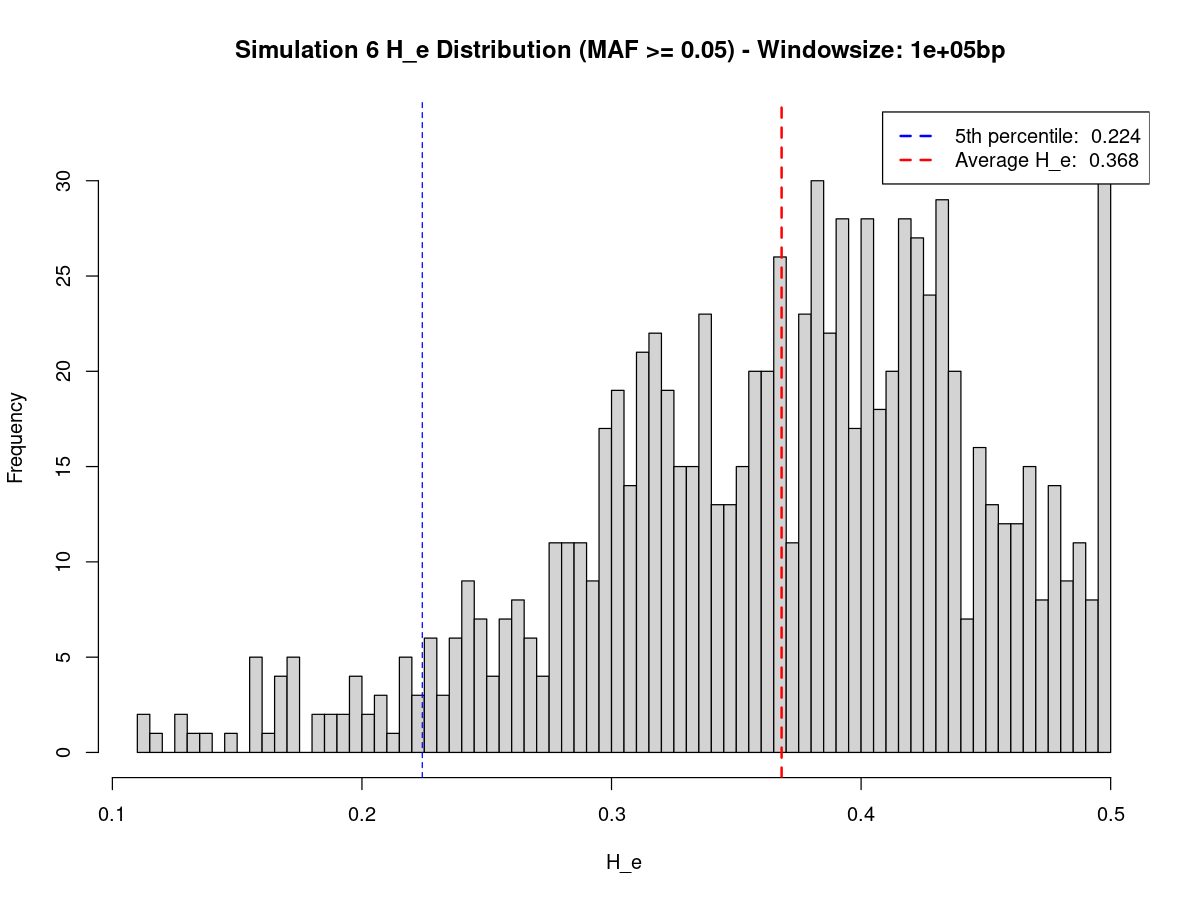 Simulation 6 H_e Distribution (MAF >= 0.05) - Windowsize: 1e+05bp
5th percentile: 0.224
Average H_e: 0.368
Frequency
30
25
20
15
10
5
0
0.1 0.2 0.3 0.4 0.5
H_e